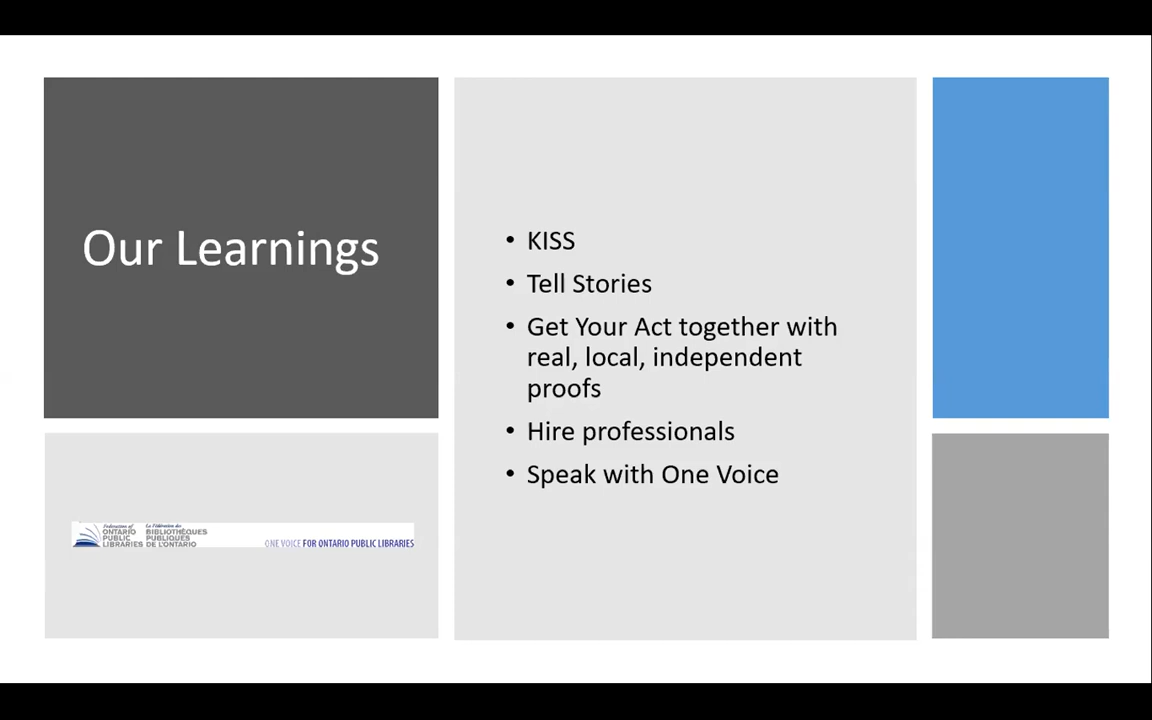 Our Learnings
• KISS
• Tell Stories
• Get Your Act together with
real, local, independent
proofs
• Hire professionals
• Speak with One Voice
Federation of
ONTARIO
PUBLIC
LIBRARIES
La Fédération des
BIBLIOTHÈQUES
PUBLIQUES
DE L'ONTARIO
ONE VOICE FOR ONTARIO PUBLIC LIBRARIES